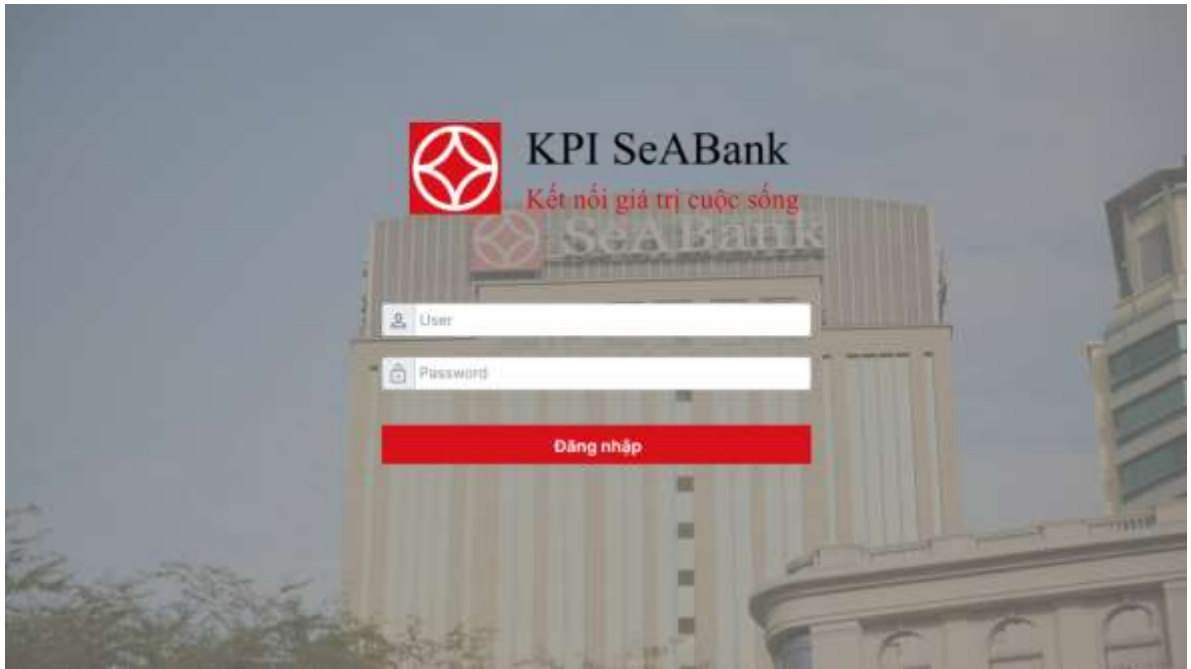 KPI SeABank
Kết nối giá trị cuộc sống
SeABank
User
Password
Đăng nhập